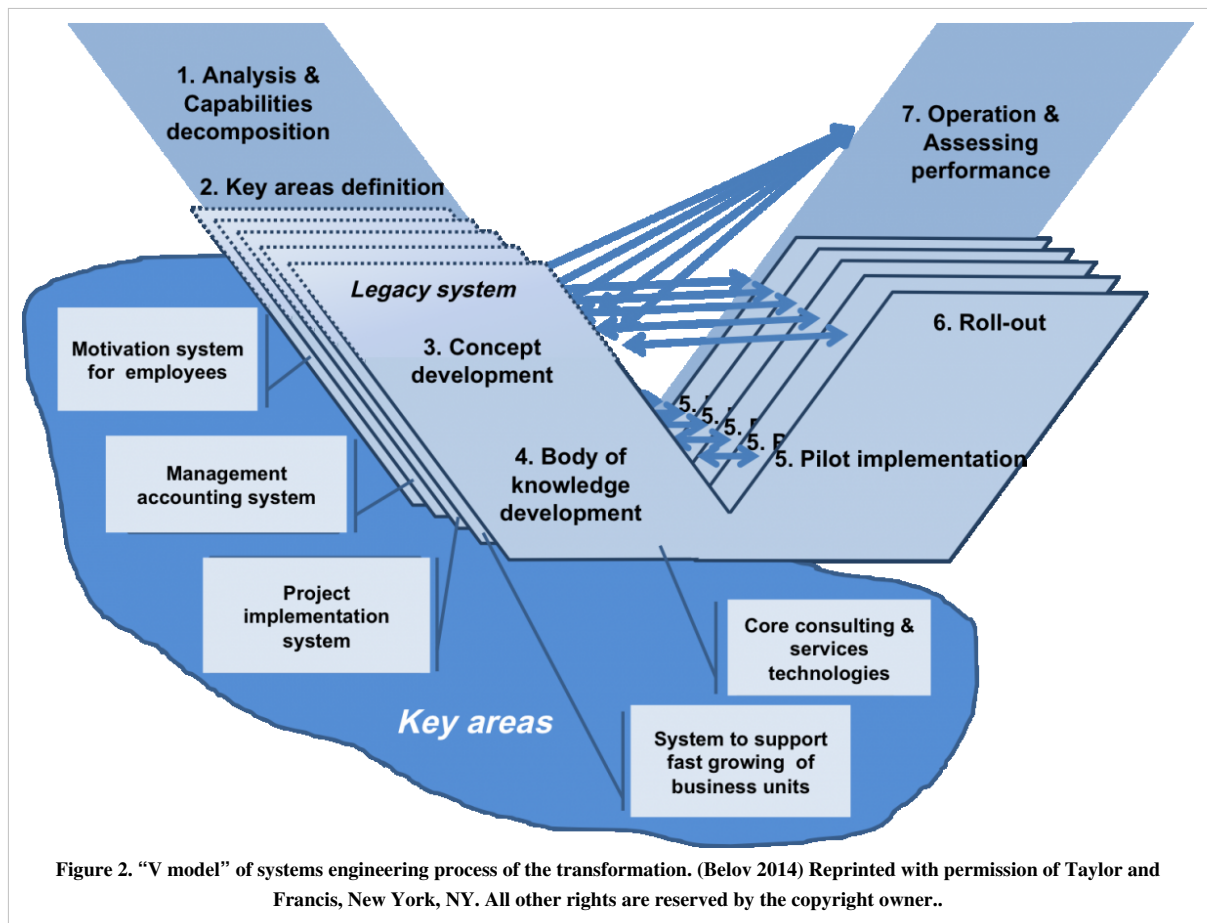 1. Analysis &
Capabilities
decomposition
7. Operation &
Assessing
performance
2. Key areas definition
Legacy system
6. Roll-out
3. Concept
development
Motivation system
for employees
5.
5.
5. F
5. P
5. Pilot implementation
4. Body of
knowledge
development
Management
accounting system
Project
implementation
system
Core consulting &
services
technologies
Key areas
System to support
fast growing of
business units
Figure 2. “V model” of systems engineering process of the transformation. (Belov 2014) Reprinted with permission of Taylor and
Francis, New York, NY. All other rights are reserved by the copyright owner..